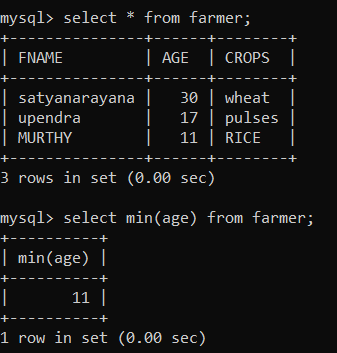 mysql> select * from farmer;
+---------------+------+--------+
| FNAME         | AGE  | CROPS  |
+---------------+------+--------+
| satyanarayana |   30 | wheat  |
| upendra       |   17 | pulses |
| MURTHY        |   11 | RICE   |
+---------------+------+--------+
3 rows in set (0.00 sec)
mysql> select min(age) from farmer;
+----------+
| min(age) |
+----------+
|       11 |
+----------+
1 row in set (0.00 sec)